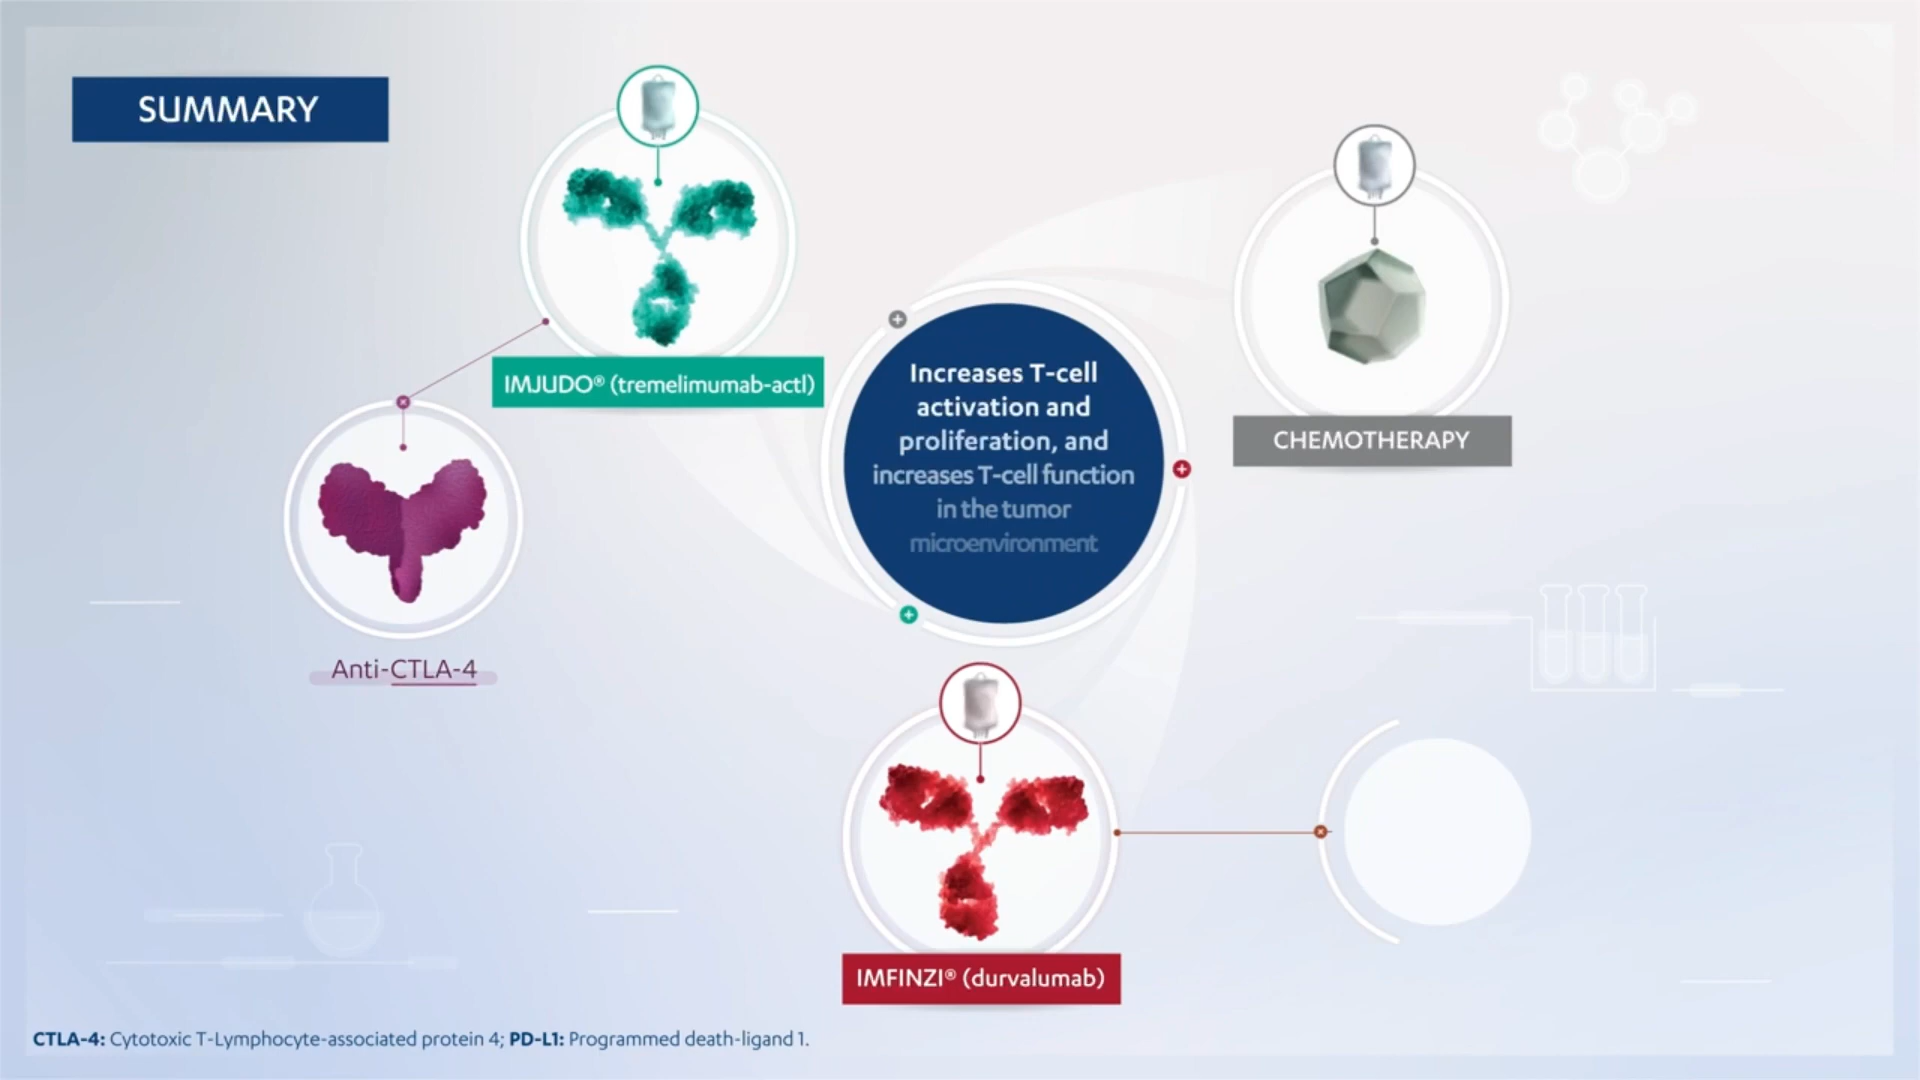 SUMMARY
IMJUDO® (tremelimumab-actl)
Anti-CTLA-4
Increases T-cell
activation and
proliferation, and
increases T-cell function
in the tumor
microenvironment
CHEMOTHERAPY
IMFINZI® (durvalumab)
CTLA-4: Cytotoxic T-Lymphocyte-associated protein 4; PD-L1: Programmed death-ligand 1.